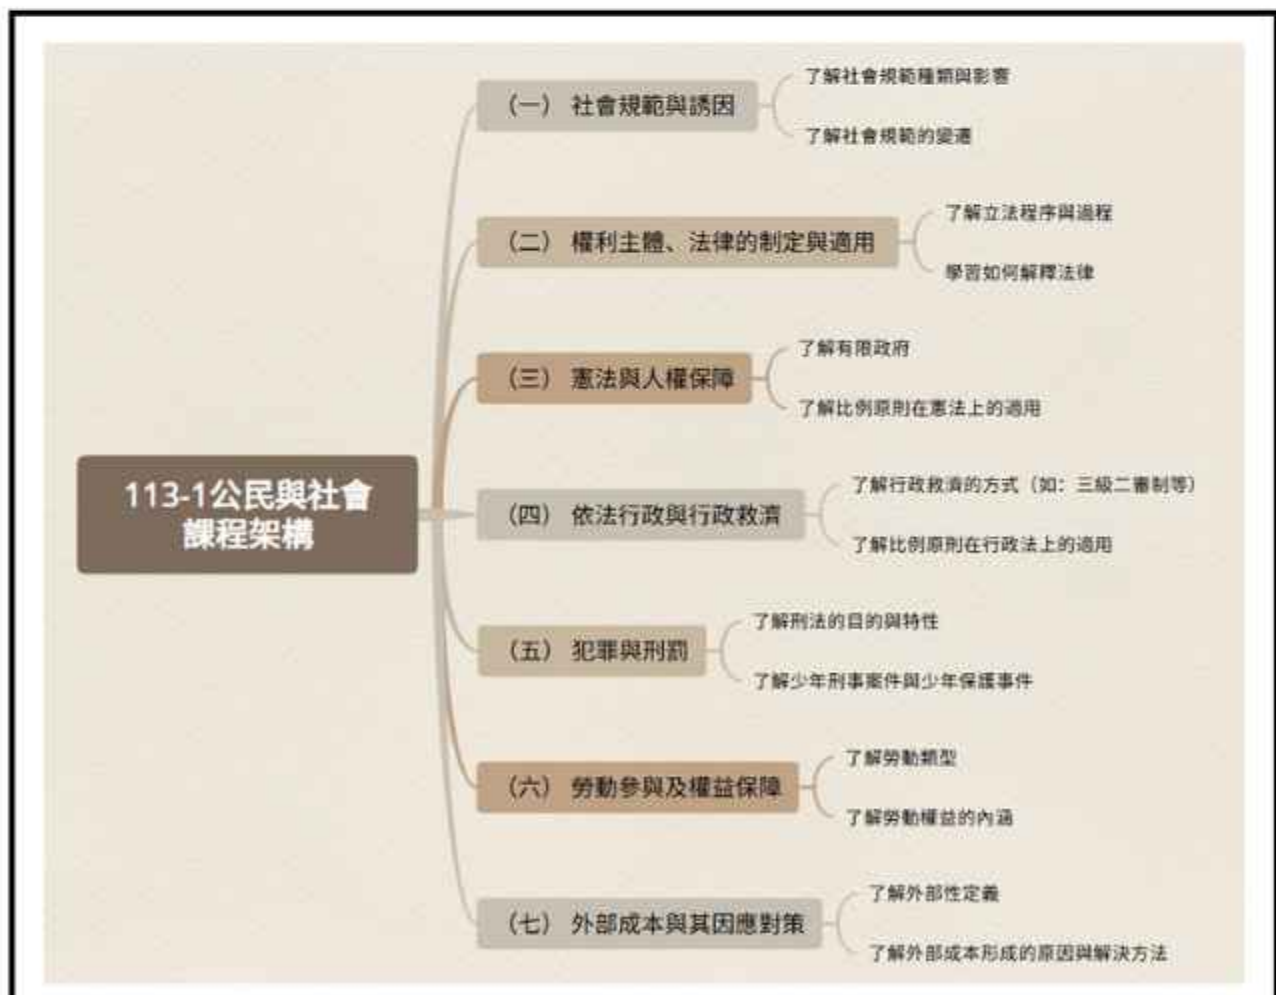 113-1公民與社會
課程架構
（一） 社會規範與誘因
了解社會規範種類與影響
了解社會規範的變遷
（二） 權利主體、法律的制定與適用
了解立法程序與過程
學習如何解釋法律
（三） 憲法與人權保障
了解有限政府
了解比例原則在憲法上的適用
（四） 依法行政與行政救濟
了解行政救濟的方式（如：三級二審制等）
了解比例原則在行政法上的適用
（五） 犯罪與刑罰
了解刑法的目的與特性
了解少年刑事案件與少年保護事件
（六） 勞動參與及權益保障
了解勞動類型
了解勞動權益的內涵
（七） 外部成本與其因應對策
了解外部性定義
了解外部成本形成的原因與解決方法